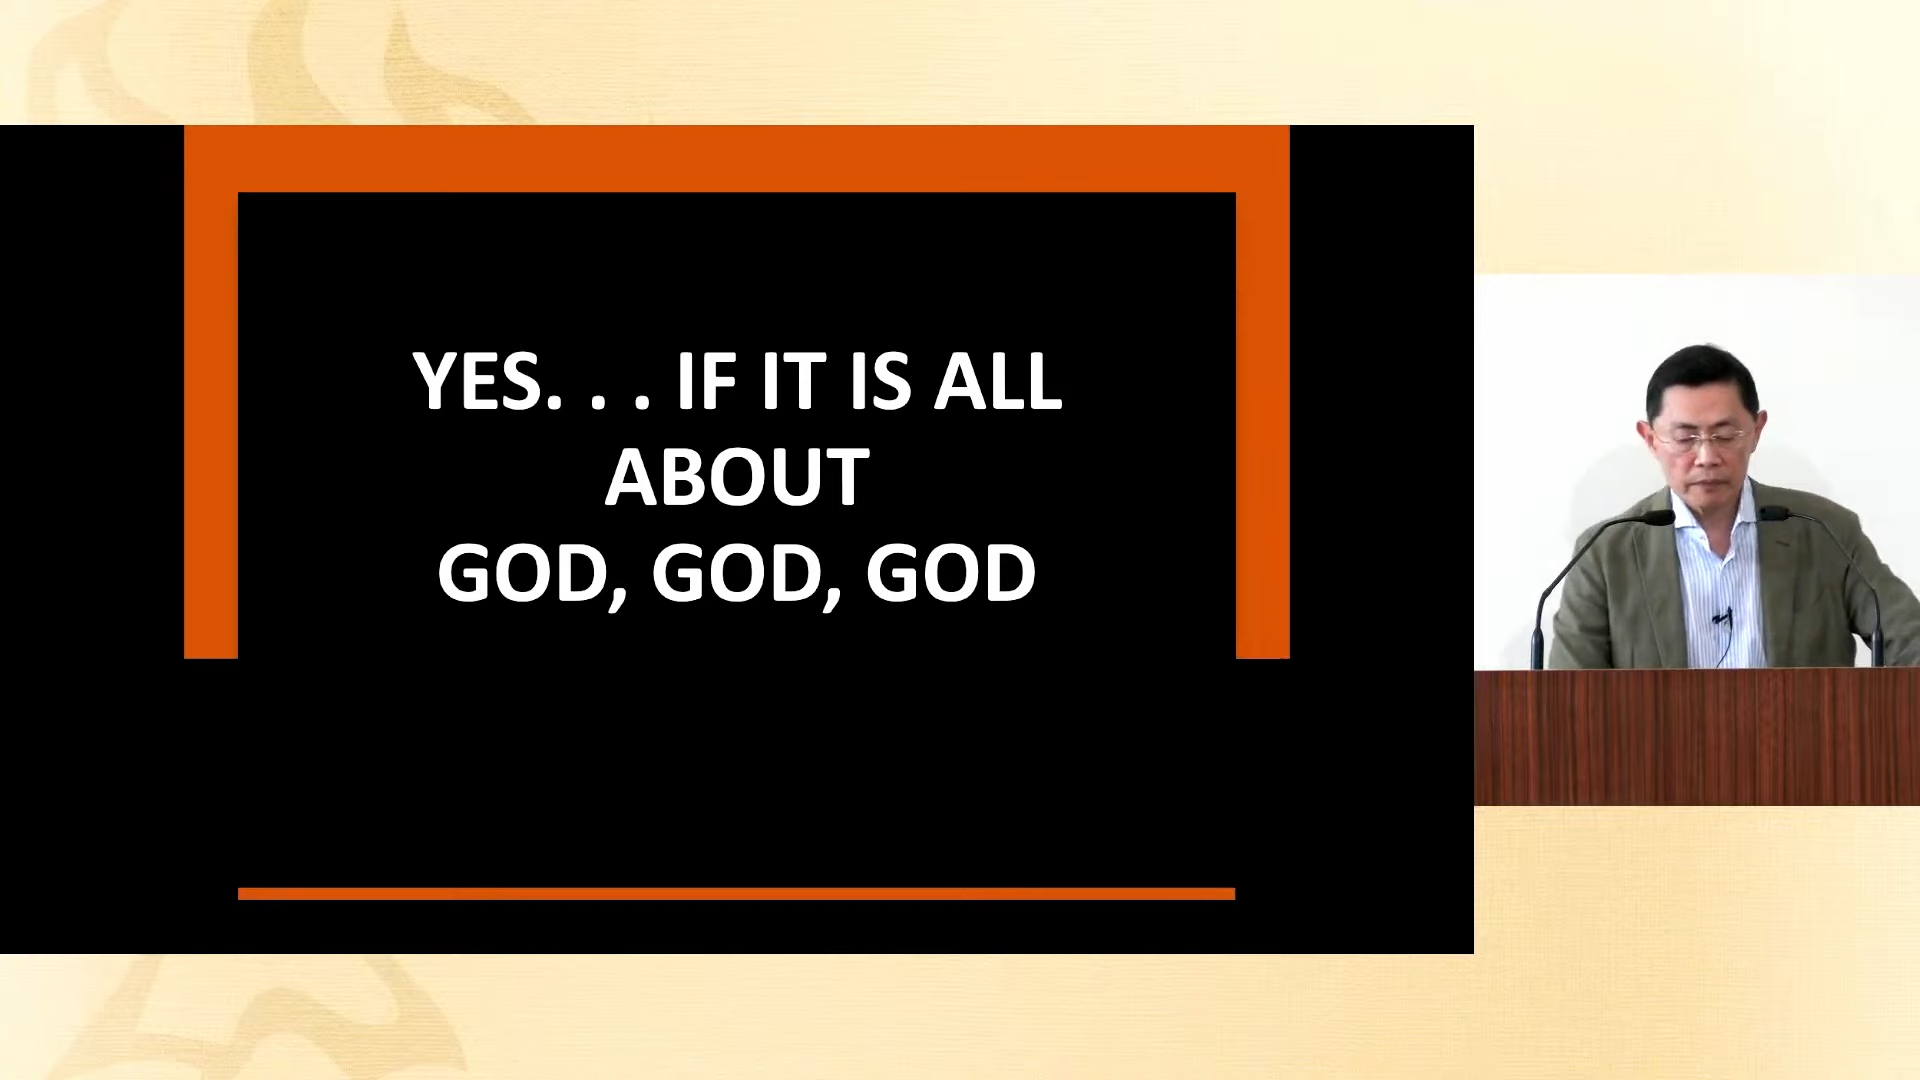 YES. . . IF IT IS ALL
ABOUT
GOD, GOD, GOD